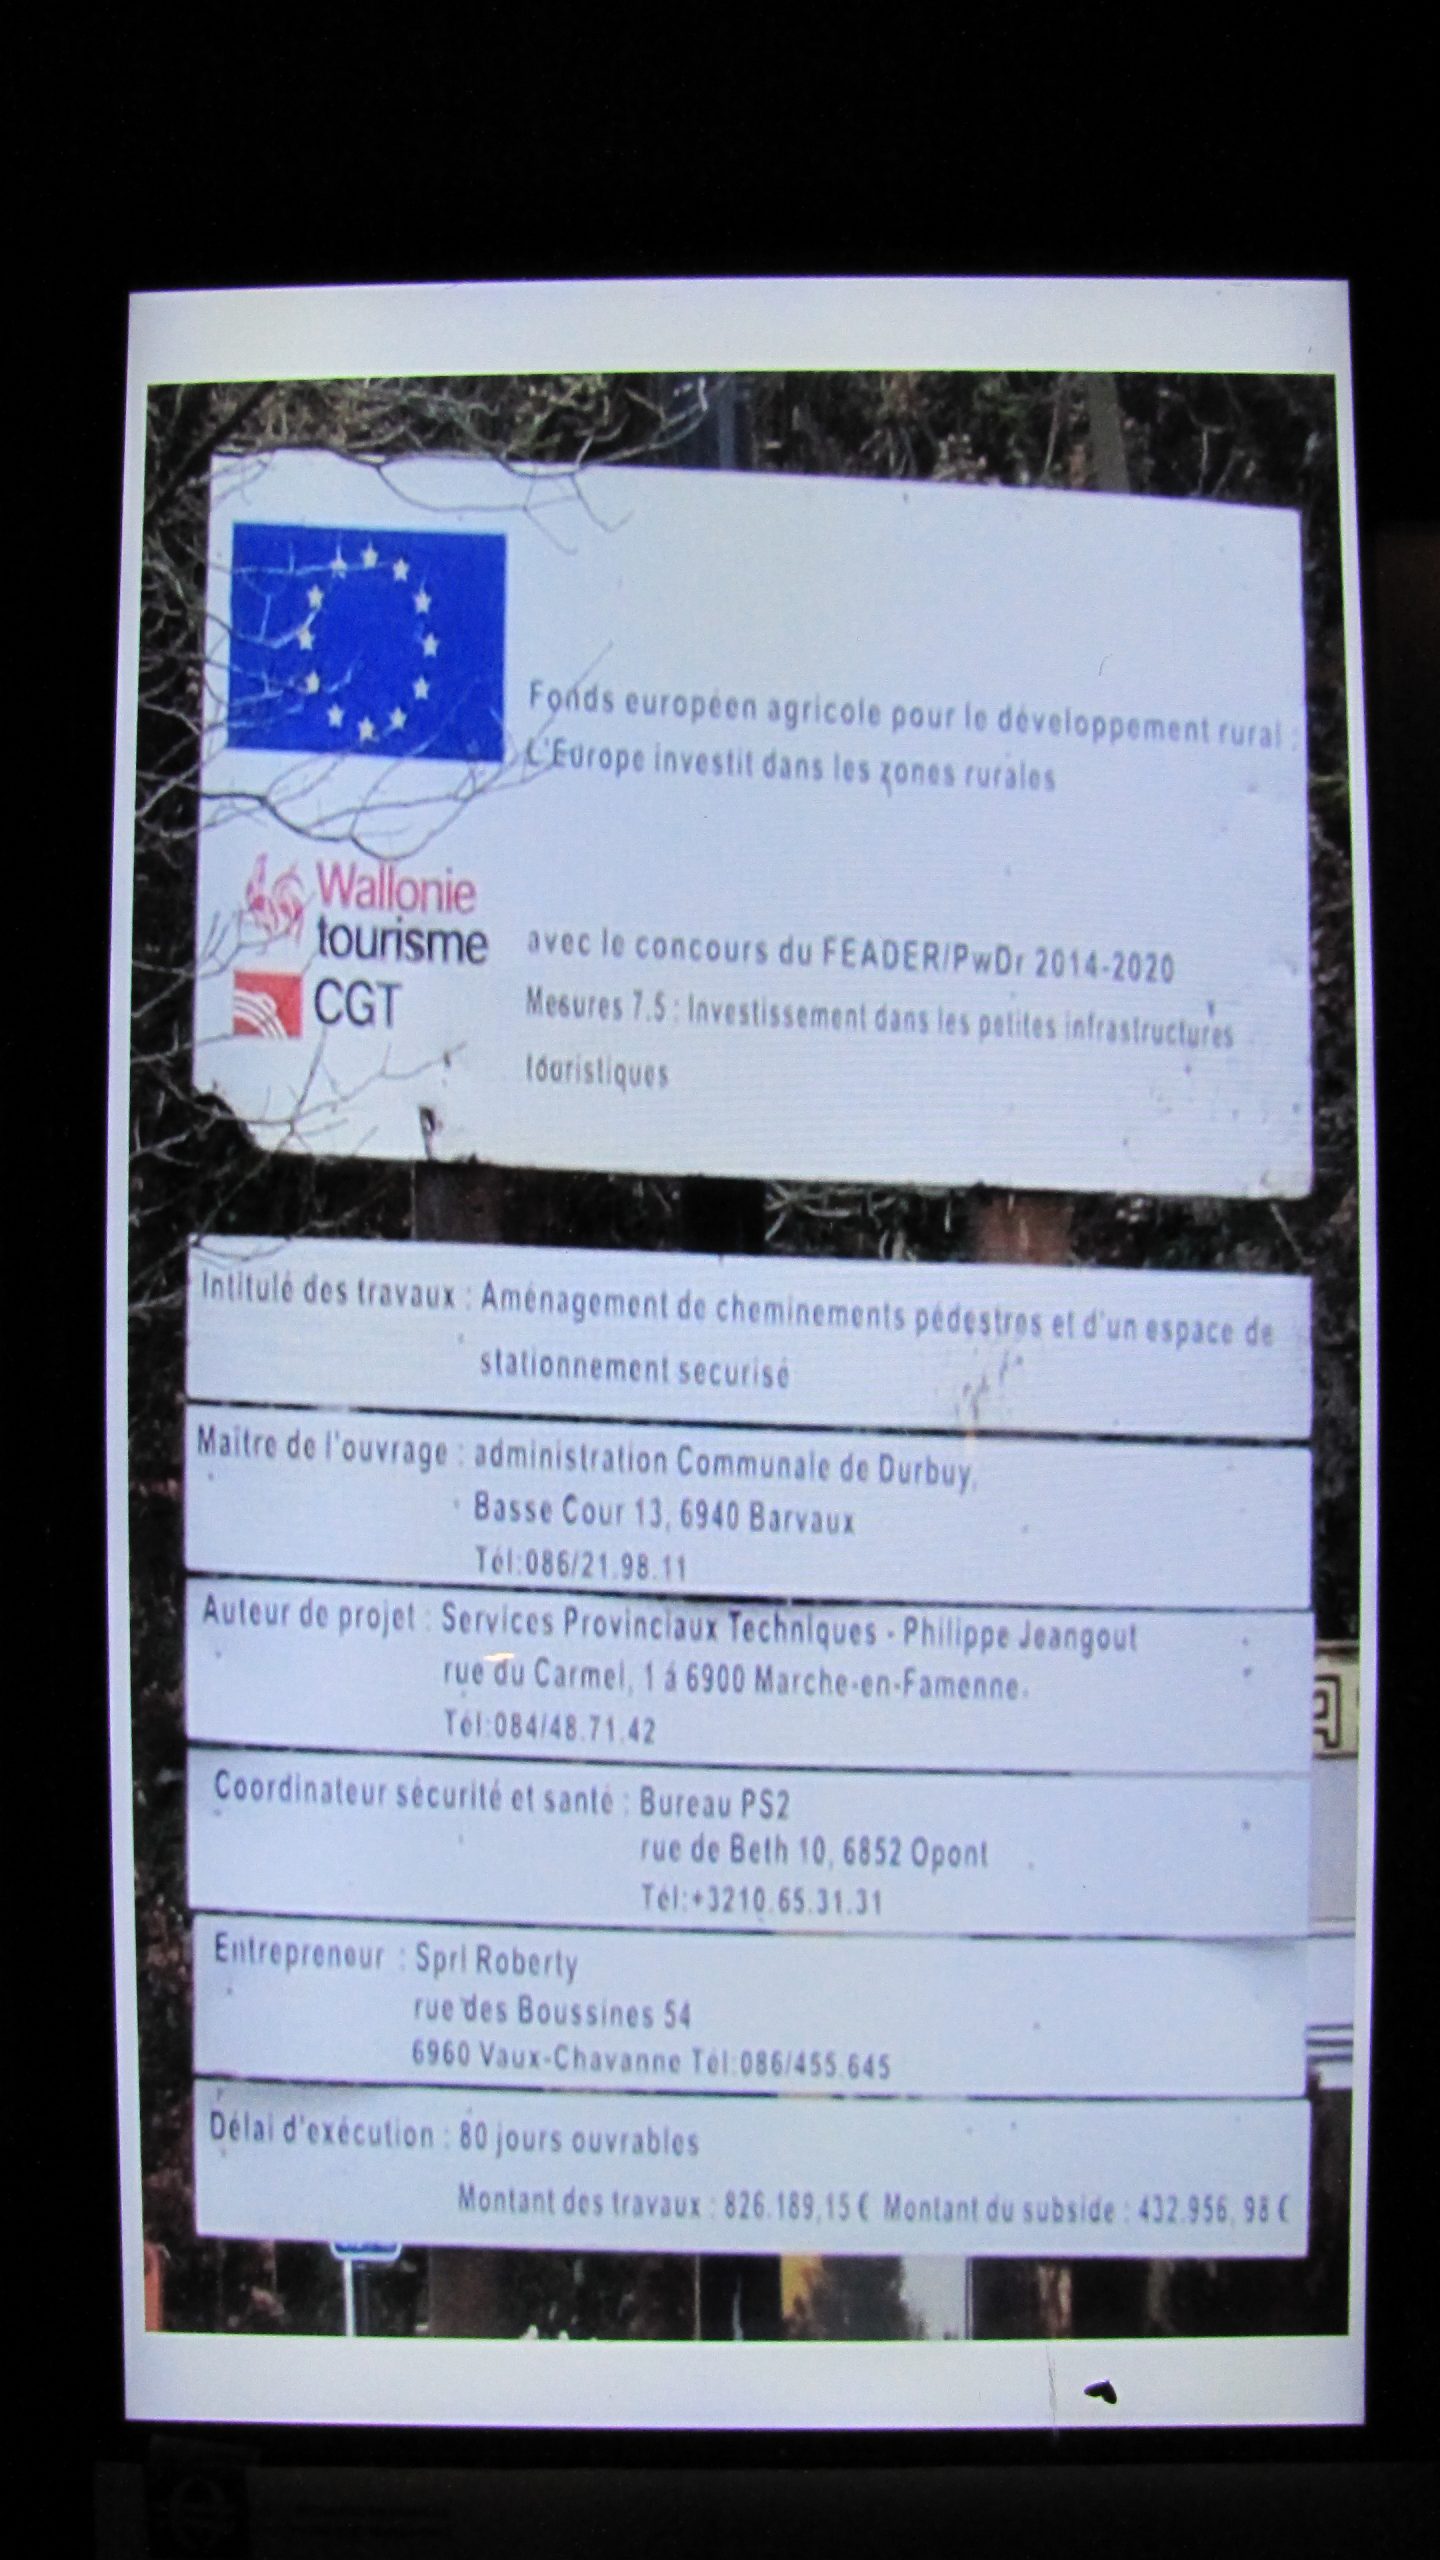 Fonds européen agricole pour le développement rural :
L'Europe investit dans les zones rurales
Wallonie
tourisme
CGT
avec le concours du FEADER/PwDr 2014-2020
Mesures 7.5 : Investissement dans les petites infrastructures
touristiques
Intitulé des travaux : Aménagement de cheminements pédestres et d'un espace de
stationnement securisé
Maître de l'ouvrage : administration Communale de Durbuy,
Basse Cour 13, 6940 Barvaux
Tél:086/21.98.11
Auteur de projet : Services Provinciaux Techniques - Philippe Jeangout
rue du Carmel, 1 à 6900 Marche-en-Famenne.
Tél:084/48.71.42
Coordinateur sécurité et santé : Bureau PS2
rue de Beth 10, 6852 Opont
Tél:+3210.65.31.31
Entrepreneur : Sprl Roberty
rue des Boussines 54
6960 Vaux-Chavanne Tél:086/455.645
Délai d'exécution : 80 jours ouvrables
Montant des travaux : 826.189,15 € Montant du subside : 432.956, 98 €